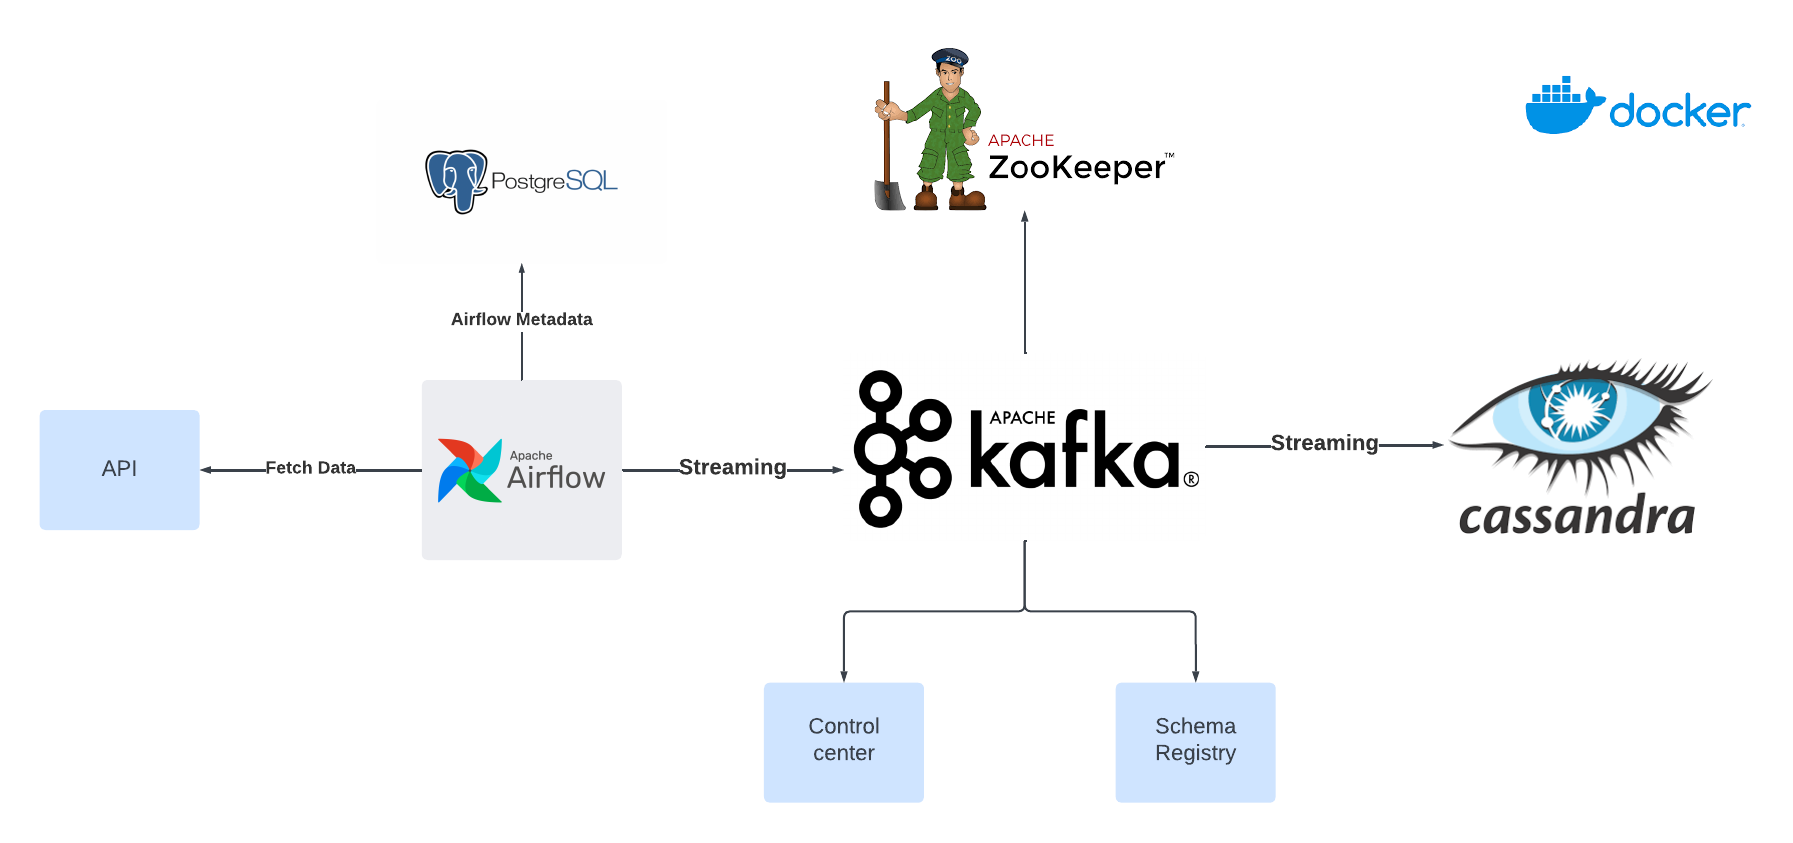 ZOO
APACHE
ZooKeeper™
docker
PostgreSQL
Airflow Metadata
API
Fetch Data
Apache
Airflow
Streaming
APACHE
kafka®
Streaming
cassandra
Control
center
Schema
Registry